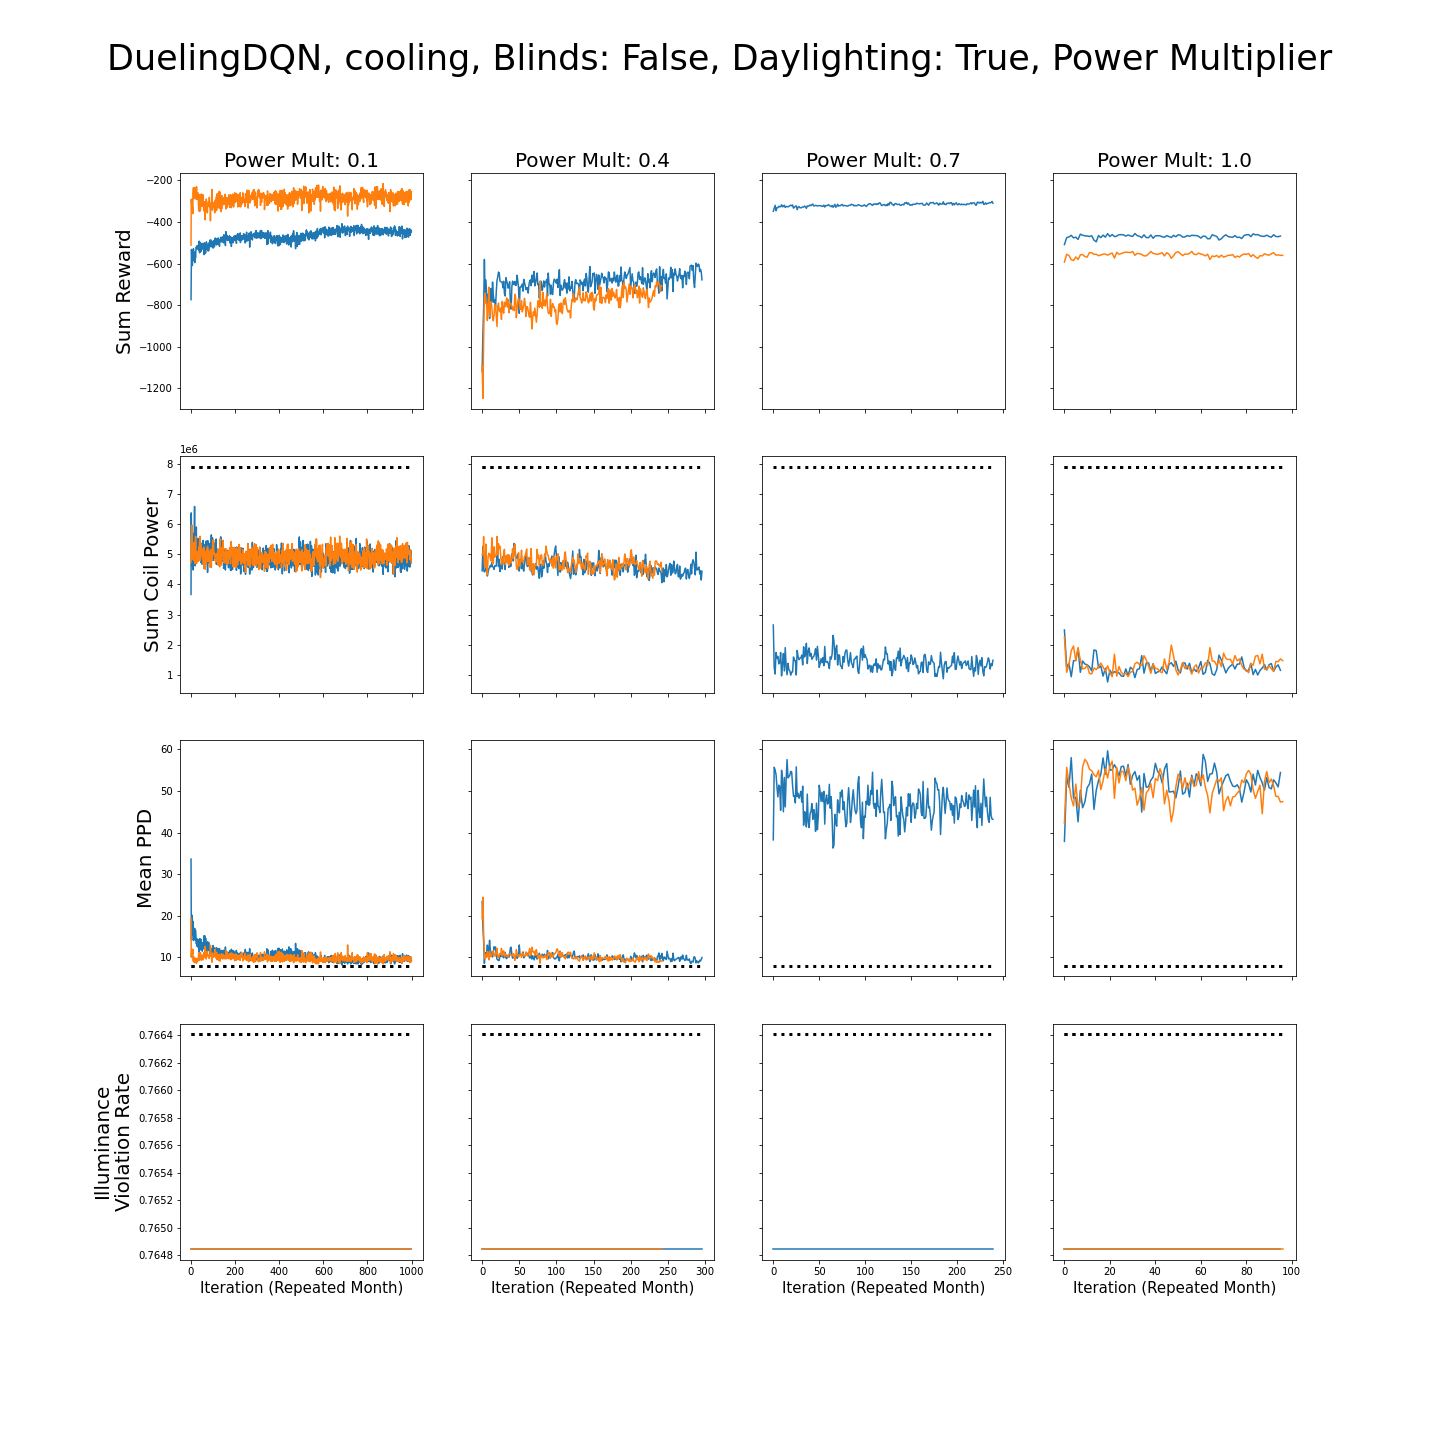 DuelingDQN, cooling, Blinds: False, Daylighting: True, Power Multiplier
Power Mult: 0.1
Power Mult: 0.4
Power Mult: 0.7
Power Mult: 1.0
Sum Reward
−200
−400
−600
−800
−1000
−1200
1e6
Sum Coil Power
8
7
6
5
4
3
2
1
Mean PPD
60
50
40
30
20
10
Illuminance
Violation Rate
0.7664
0.7662
0.7660
0.7658
0.7656
0.7654
0.7652
0.7650
0.7648
0 200 400 600 800 1000
0 50 100 150 200 250 300
0 50 100 150 200 250
0 20 40 60 80 100
Iteration (Repeated Month)
Iteration (Repeated Month)
Iteration (Repeated Month)
Iteration (Repeated Month)